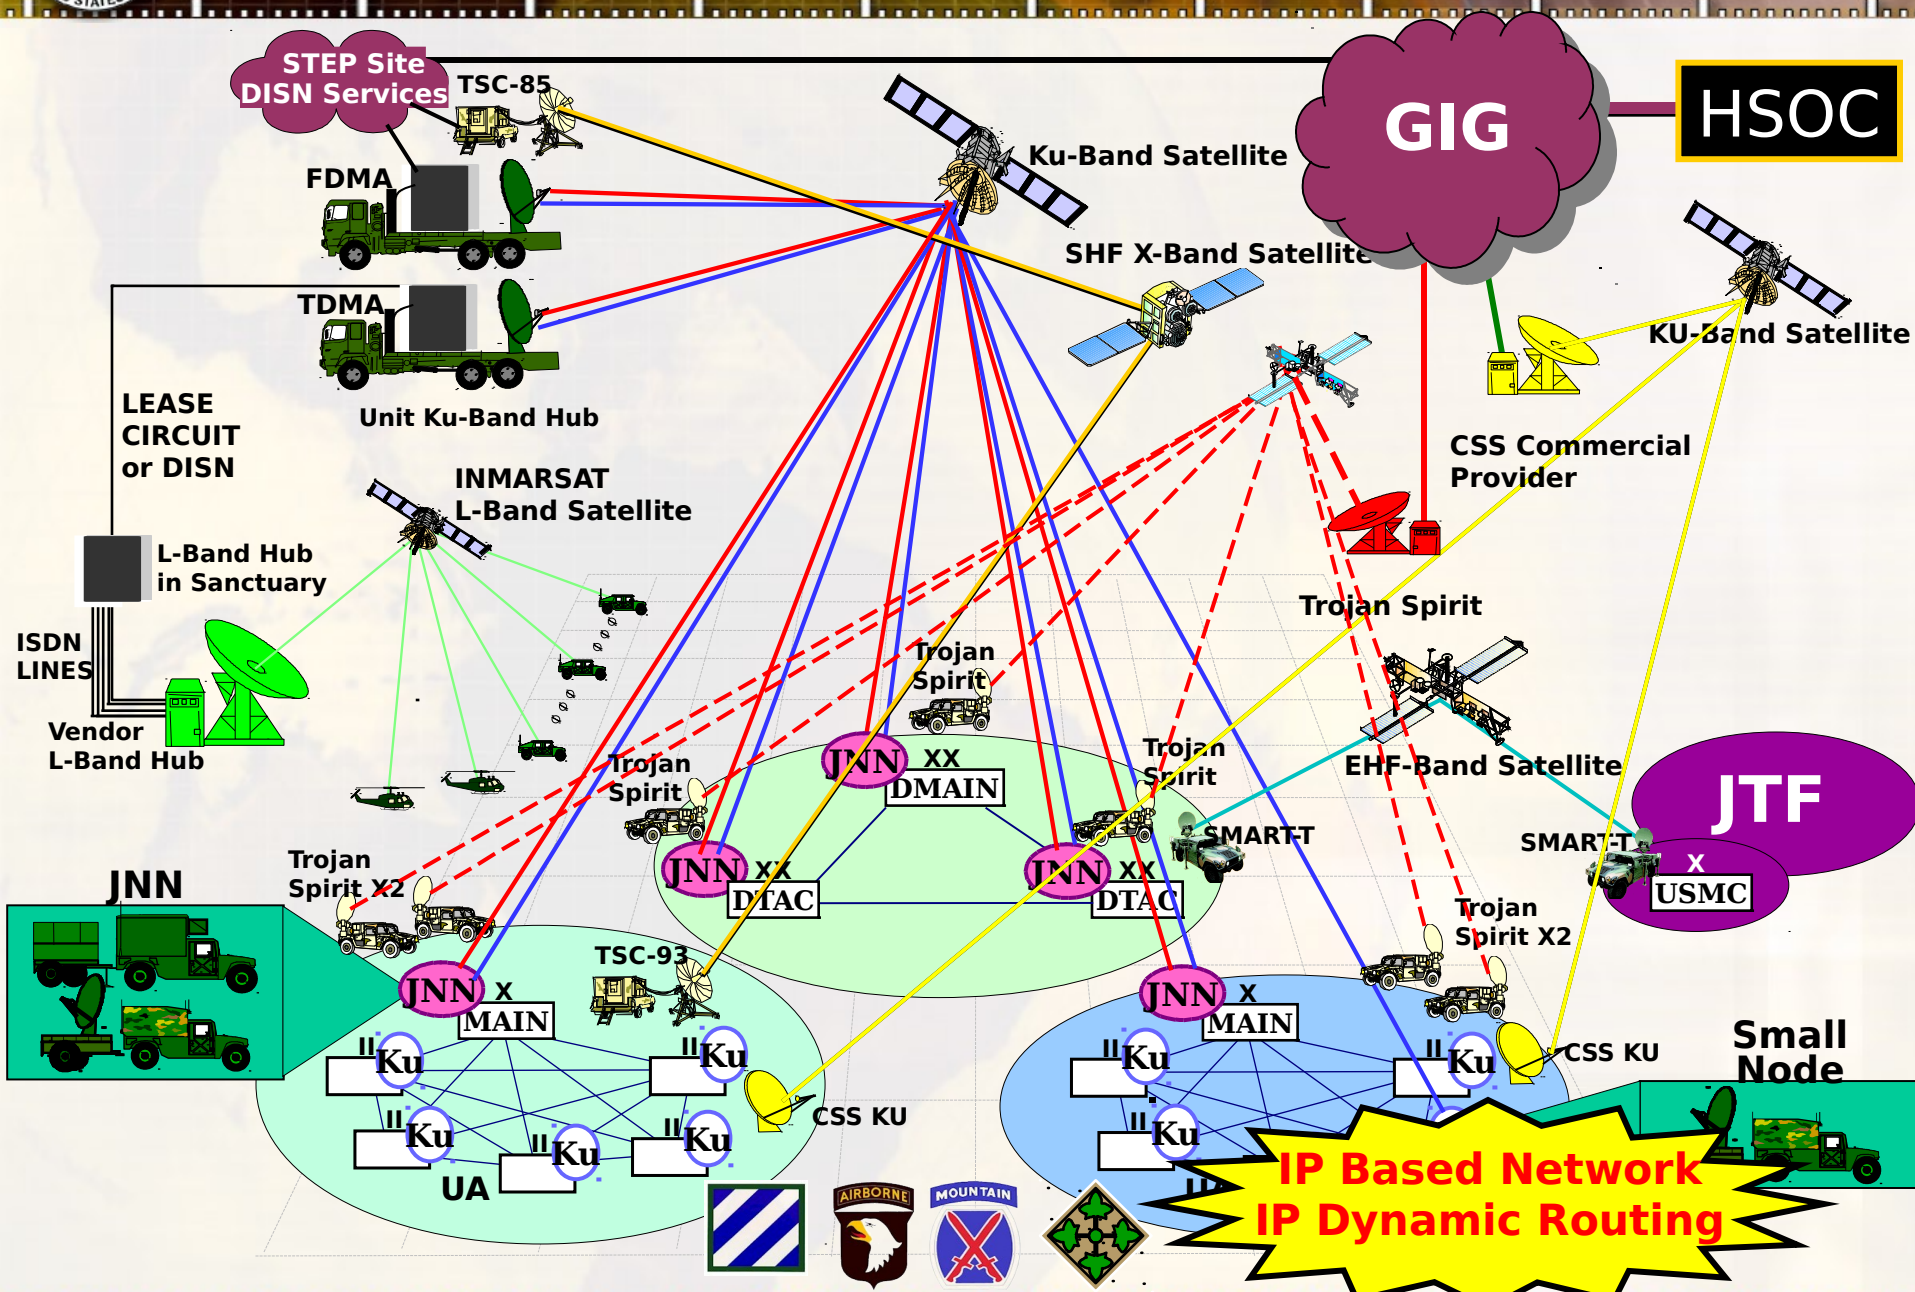 STATES
STEP Site
DISN Services
TSC-85
GIG
HSOC
Ku-Band Satellite
FDMA
SHF X-Band Satellite
TDMA
KU-Band Satellite
Unit Ku-Band Hub
LEASE
CIRCUIT
or DISN
CSS Commercial
Provider
INMARSAT
L-Band Satellite
L-Band Hub
in Sanctuary
Trojan Spirit
ISDN
LINES
Vendor
L-Band Hub
Trojan
Spirit
JNN
XX
DMAIN
Trojan
Spirit
Trojan
Spirit
EHF-Band Satellite
JTF
SMART-T
SMART-T
X
USMC
JNN
XX
DTAC
JNN
XX
DTAC
Trojan
Spirit X2
JNN
Trojan
Spirit X2
TSC-93
JNN
X
MAIN
JNN
X
MAIN
II
Ku
II
Ku
II
Ku
II
Ku
CSS KU
Small
Node
CSS KU
II
Ku
II
Ku
II
Ku
II
Ku
UA
IP Based Network
IP Dynamic Routing
AIRBORNE
MOUNTAIN